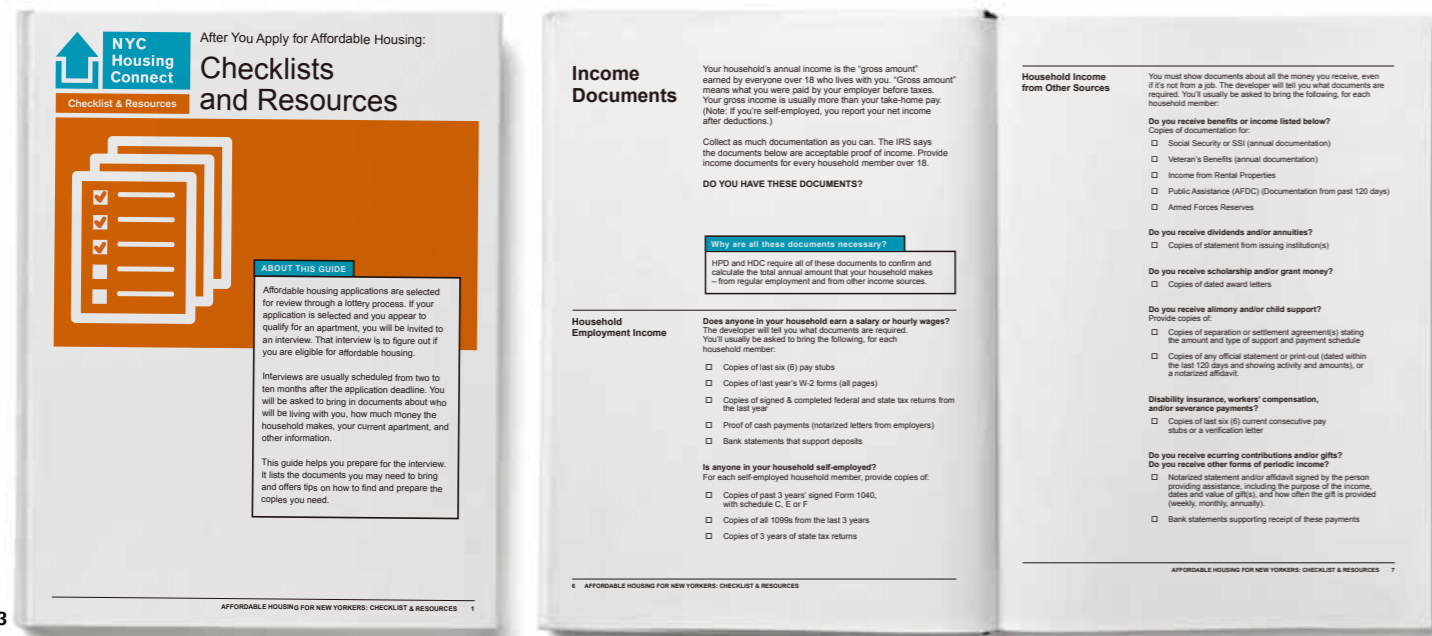 NYC
Housing
Connect
Checklist & Resources
After You Apply for Affordable Housing:
Checklists
and Resources
ABOUT THIS GUIDE
Affordable housing applications are selected
for review through a lottery process. If your
application is selected and you appear to
qualify for an apartment, you will be invited to
an interview. That interview is to figure out if
you are eligible for affordable housing.
Interviews are usually scheduled from two to
ten months after the application deadline. You
will be asked to bring in documents about who
will be living with you, how much money the
household makes, your current apartment, and
other information.
This guide helps you prepare for the interview.
It lists the documents you may need to bring
and offers tips on how to find and prepare the
copies you need.
AFFORDABLE HOUSING FOR NEW YORKERS: CHECKLIST & RESOURCES 1
3
Income
Documents
Your household's annual income is the “gross amount”
earned by everyone over 18 who lives with you. “Gross amount”
means what you were paid by your employer before taxes.
Your gross income is usually more than your take-home pay.
(Note: If you're self-employed, you report your net income
after deductions.)
Collect as much documentation as you can. The IRS says
the documents below are acceptable proof of income. Provide
income documents for every household member over 18.
DO YOU HAVE THESE DOCUMENTS?
Why are all these documents necessary?
HPD and HDC require all of these documents to confirm and
calculate the total annual amount that your household makes
– from regular employment and from other income sources.
Household
Employment Income
Does anyone in your household earn a salary or hourly wages?
The developer will tell you what documents are required.
You'll usually be asked to bring the following, for each
household member:
Copies of last six (6) pay stubs
Copies of last year's W-2 forms (all pages)
Copies of signed & completed federal and state tax returns from
the last year
Proof of cash payments (notarized letters from employers)
Bank statements that support deposits
Is anyone in your household self-employed?
For each self-employed household member, provide copies of:
Copies of past 3 years' signed Form 1040,
with schedule C, E or F
Copies of all 1099s from the last 3 years
Copies of 3 years of state tax returns
6 AFFORDABLE HOUSING FOR NEW YORKERS: CHECKLIST & RESOURCES
Household Income
from Other Sources
You must show documents about all the money you receive, even
if it's not from a job. The developer will tell you what documents are
required. You'll usually be asked to bring the following, for each
household member:
Do you receive benefits or income listed below?
Copies of documentation for:
Social Security or SSI (annual documentation)
Veteran's Benefits (annual documentation)
Income from Rental Properties
Public Assistance (AFDC) (Documentation from past 120 days)
Armed Forces Reserves
Do you receive dividends and/or annuities?
Copies of statement from issuing institution(s)
Do you receive scholarship and/or grant money?
Copies of dated award letters
Do you receive alimony and/or child support?
Provide copies of:
Copies of separation or settlement agreement(s) stating
the amount and type of support and payment schedule
Copies of any official statement or print-out (dated within
the last 120 days and showing activity and amounts), or
a notarized affidavit.
Disability insurance, workers' compensation,
and/or severance payments?
Copies of last six (6) current consecutive pay
stubs or a verification letter
Do you receive ecurring contributions and/or gifts?
Do you receive other forms of periodic income?
Notarized statement and/or affidavit signed by the person
providing assistance, including the purpose of the income,
dates and value of gift(s), and how often the gift is provided
(weekly, monthly, annually).
Bank statements supporting receipt of these payments
AFFORDABLE HOUSING FOR NEW YORKERS: CHECKLIST & RESOURCES 7